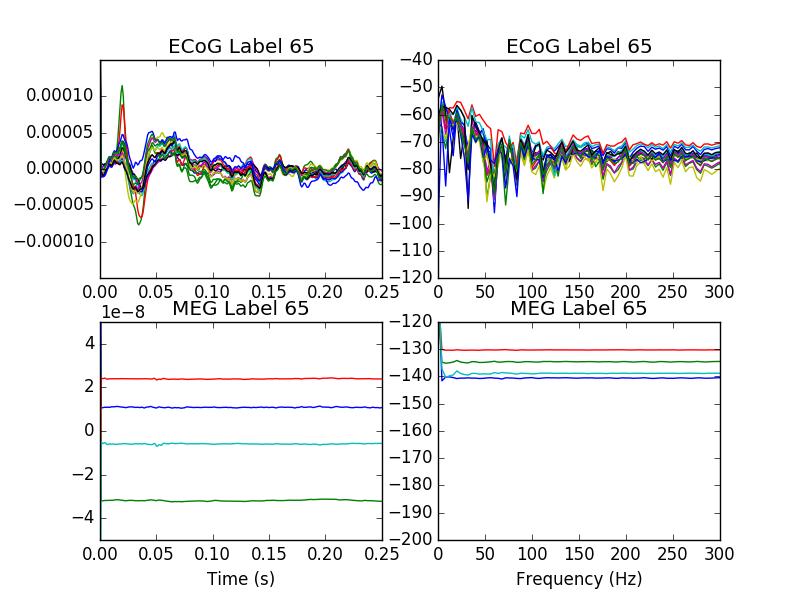 ECoG Label 65
0.00010
0.00005
0.00000
−0.00005
−0.00010
0.00 0.05 0.10 0.15 0.20 0.25
ECoG Label 65
−40
−50
−60
−70
−80
−90
−100
−110
−120
0 50 100 150 200 250 300
MEG Label 65
1e−8
4
2
0
−2
−4
0.00 0.05 0.10 0.15 0.20 0.25
Time (s)
MEG Label 65
−120
−130
−140
−150
−160
−170
−180
−190
−200
0 50 100 150 200 250 300
Frequency (Hz)